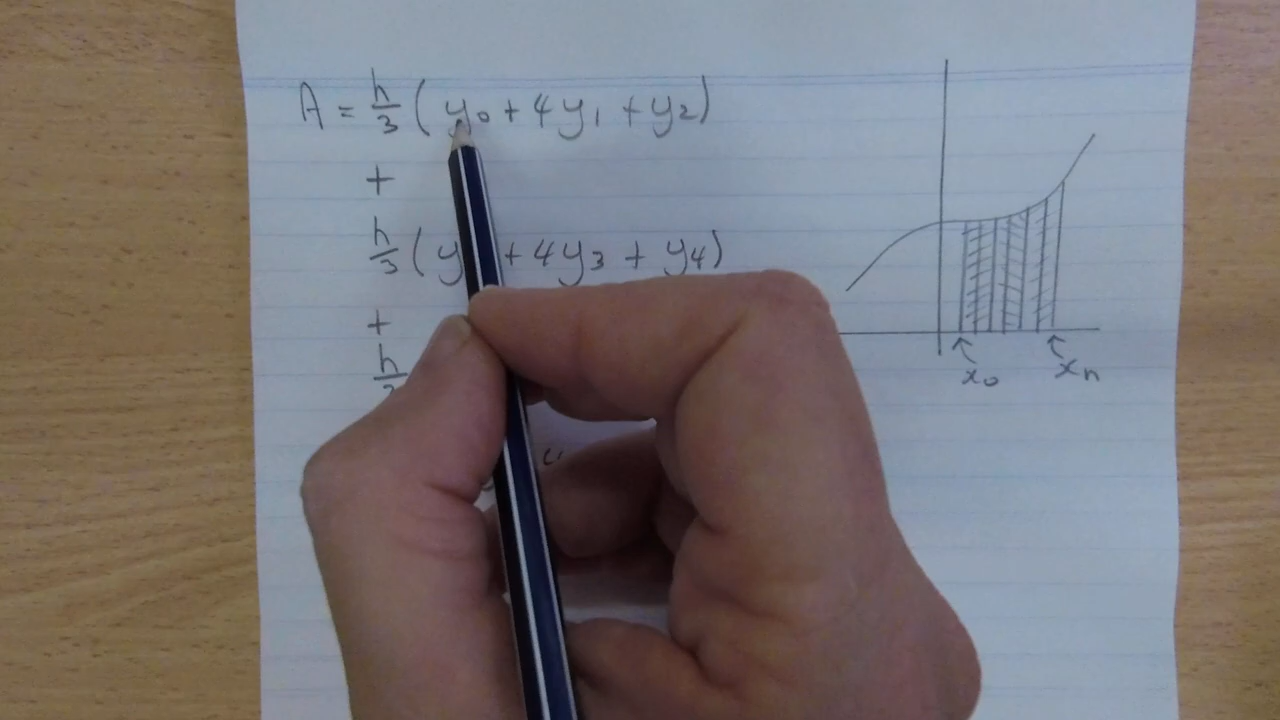 A = h/3 (y₀ + 4y₁ + y₂)
+
h/3 (y + 4y₃ + y₄)
+
h
x₀
xₙ